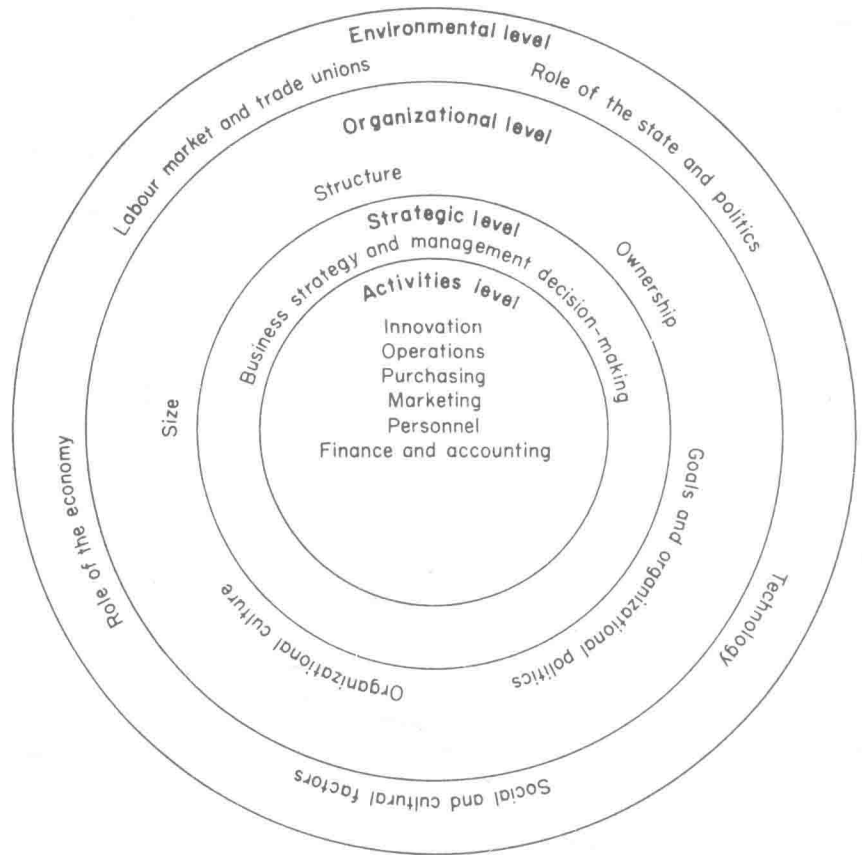 Environmental level
Labour market and trade unions
Role of the state and politics
Technology
Social and cultural factors
Role of the economy
Organizational level
Structure
Ownership
Goals and organizational politics
Organizational culture
Size
Strategic level
Business strategy and management decision-making
Activities level
Innovation
Operations
Purchasing
Marketing
Personnel
Finance and accounting